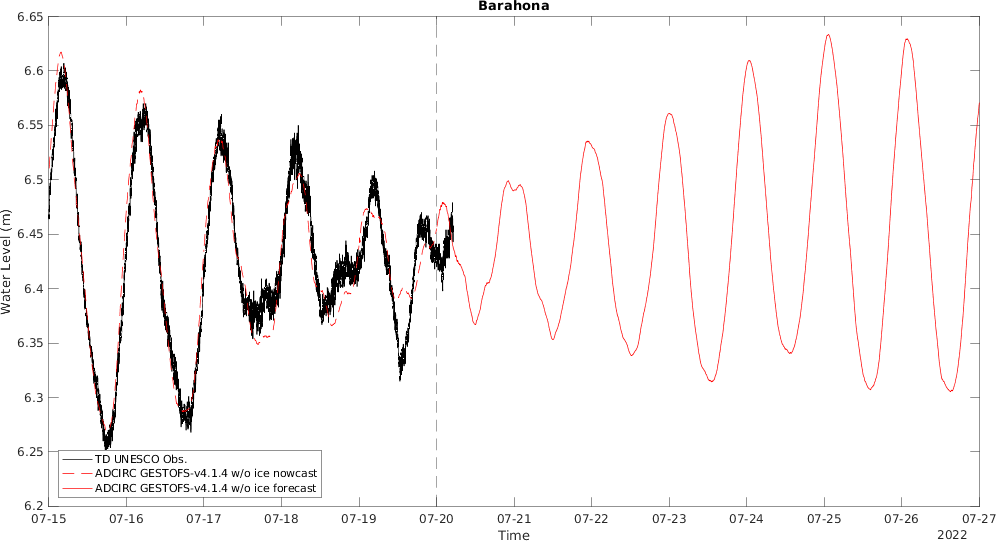 Barahona
6.65
6.6
6.55
6.5
6.45
6.4
6.35
6.3
6.25
6.2
Water Level (m)
TD UNESCO Obs.
ADCIRC GESTOFS-v4.1.4 w/o ice nowcast
ADCIRC GESTOFS-v4.1.4 w/o ice forecast
07-15 07-16 07-17 07-18 07-19 07-20 07-21 07-22 07-23 07-24 07-25 07-26 07-27
Time
2022